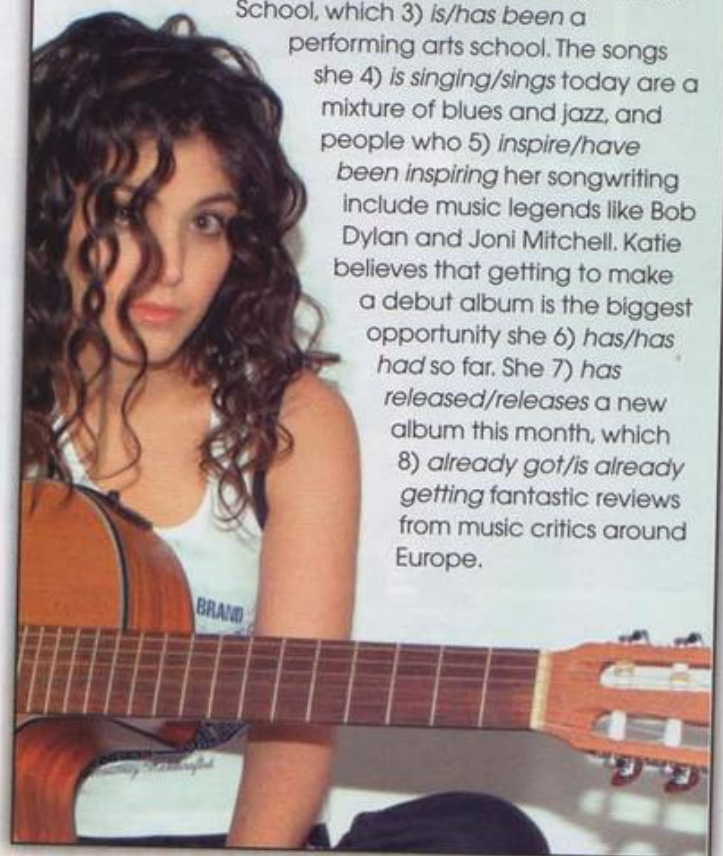 School, which 3) is/has been a
performing arts school. The songs
she 4) is singing/sings today are a
mixture of blues and jazz, and
people who 5) inspire/have
been inspiring her songwriting
include music legends like Bob
Dylan and Joni Mitchell. Katie
believes that getting to make
a debut album is the biggest
opportunity she 6) has/has
had so far. She 7) has
released/releases a new
album this month, which
8) already got/is already
getting fantastic reviews
from music critics around
Europe.
BRAND